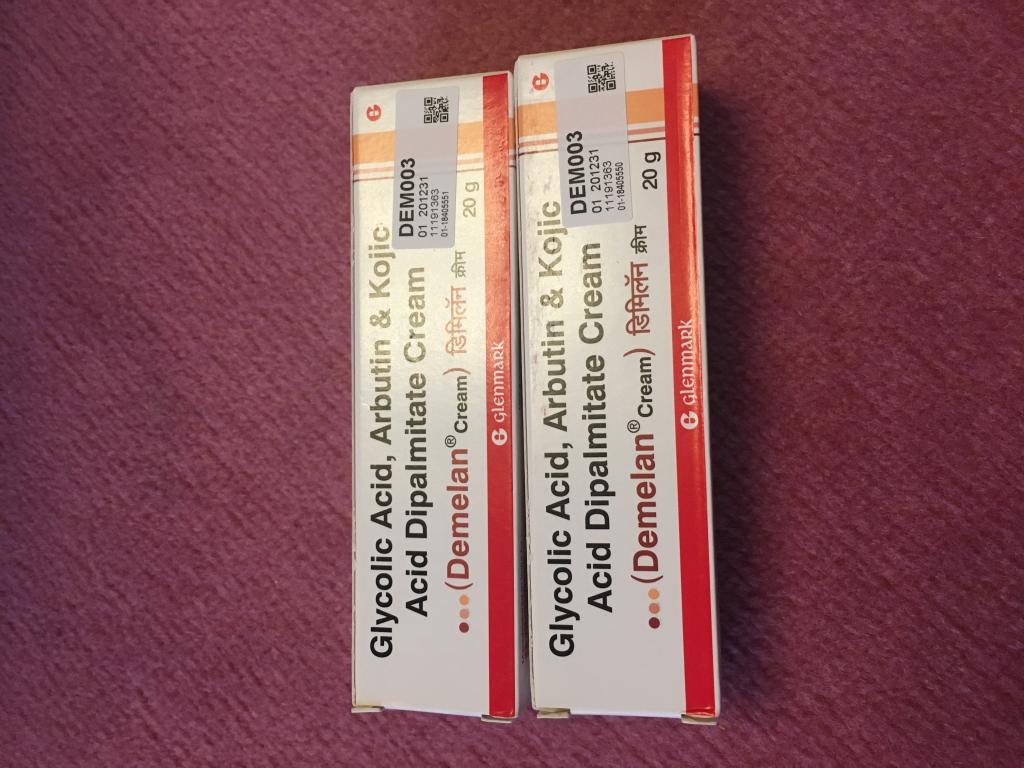 Glycolic Acid, Arbutin & Kojic
Acid Dipalmitate Cream
(Demelan® Cream) डिमिलॅन क्रीम
20 g
DEM003
01 201231
11191363
01-18405551
Glenmark
Glycolic Acid, Arbutin & Kojic
Acid Dipalmitate Cream
(Demelan® Cream) डिमिलॅन क्रीम
20 g
DEM003
01 201231
11191363
01-18405550
Glenmark